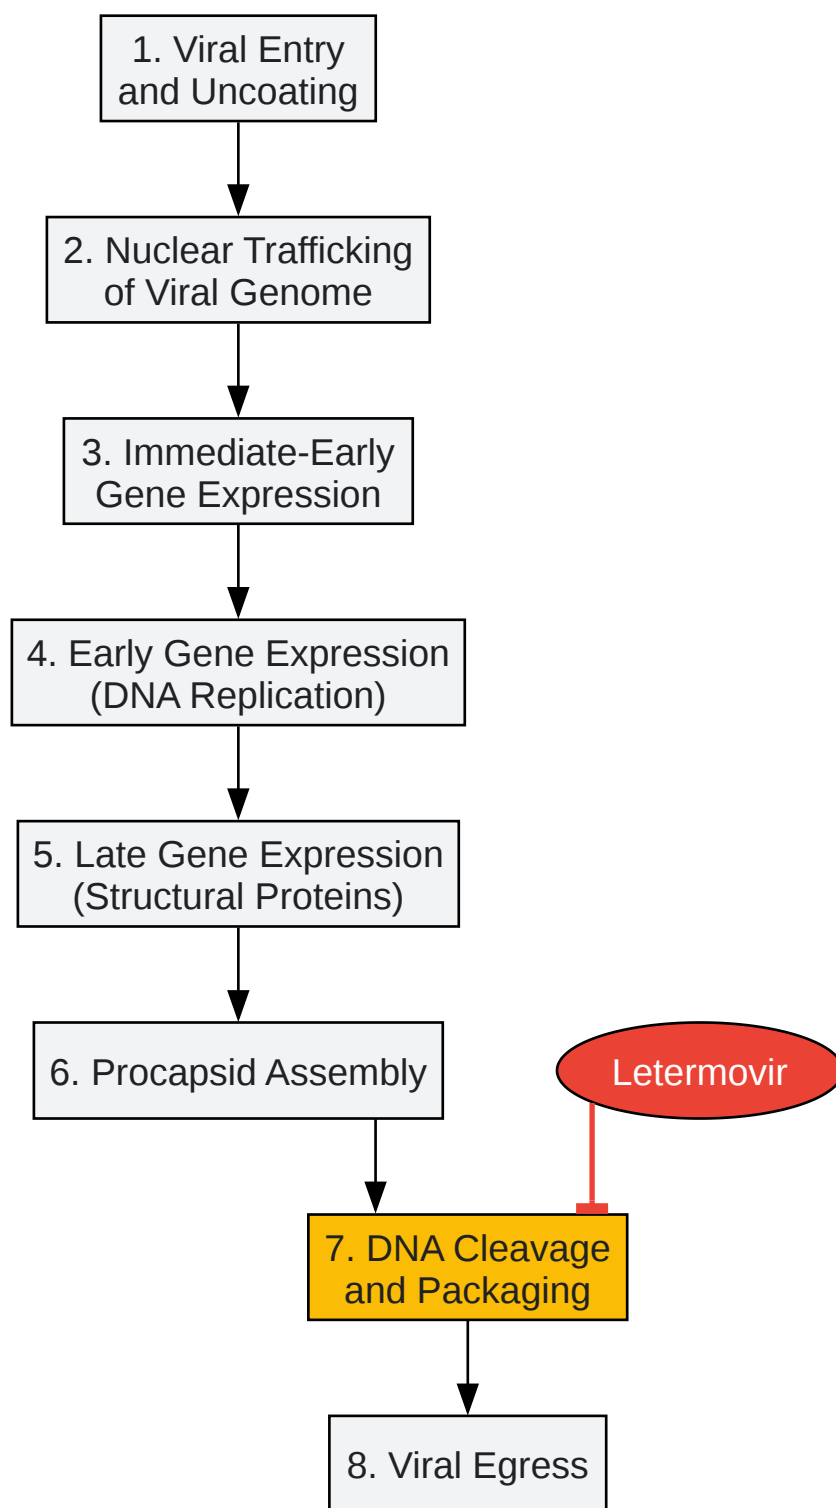 1. Viral Entry
and Uncoating
2. Nuclear Trafficking
of Viral Genome
3. Immediate-Early
Gene Expression
4. Early Gene Expression
(DNA Replication)
5. Late Gene Expression
(Structural Proteins)
6. Procapsid Assembly
Letermovir
7. DNA Cleavage
and Packaging
8. Viral Egress